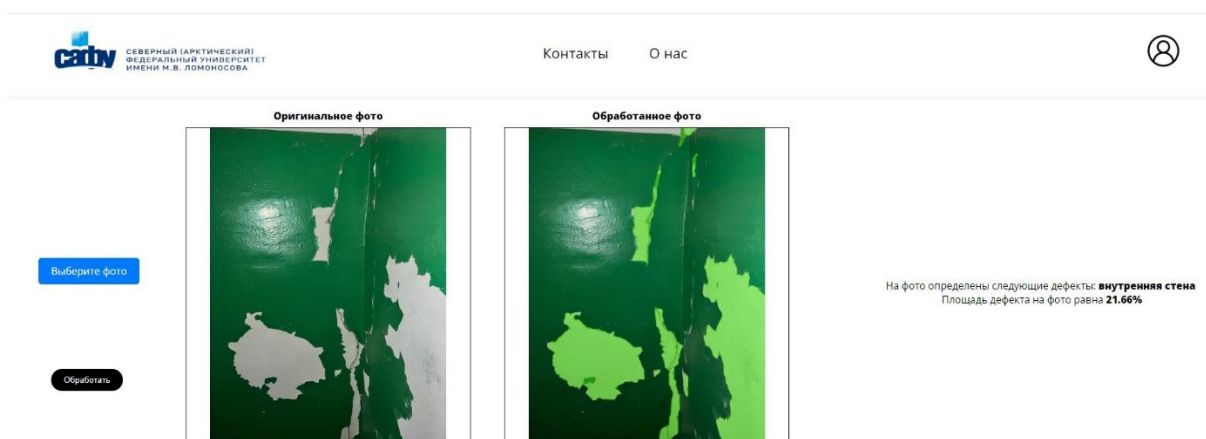 сафу
СЕВЕРНЫЙ (АРКТИЧЕСКИЙ)
ФЕДЕРАЛЬНЫЙ УНИВЕРСИТЕТ
ИМЕНИ М.В. ЛОМОНОСОВА
Контакты О нас
Оригинальное фото Обработанное фото
Выберите фото
На фото определены следующие дефекты: внутренняя стена
Площадь дефекта на фото равна 21.66%
Обработать